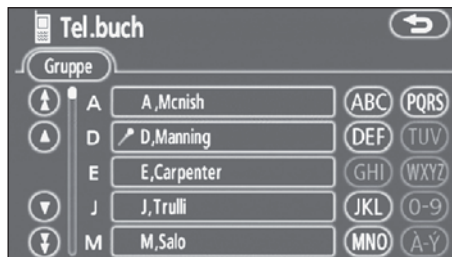 Tel.buch
Gruppe
A A,Mcnish ABC PQRS
D D,Manning DEF TUV
E E,Carpenter GHI WXYZ
J J,Trulli JKL 0-9
M M,Salo MNO À-Ý